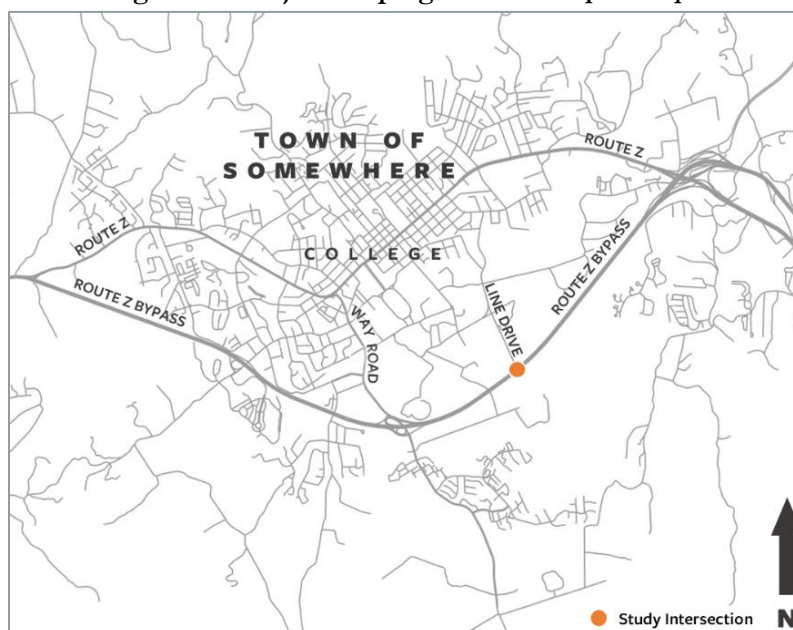 TOWN OF
SOMEWHERE
ROUTE Z
COLLEGE
ROUTE Z
ROUTE Z BYPASS
ROUTE Z BYPASS
WAY ROAD
LINE DRIVE
Study Intersection
N